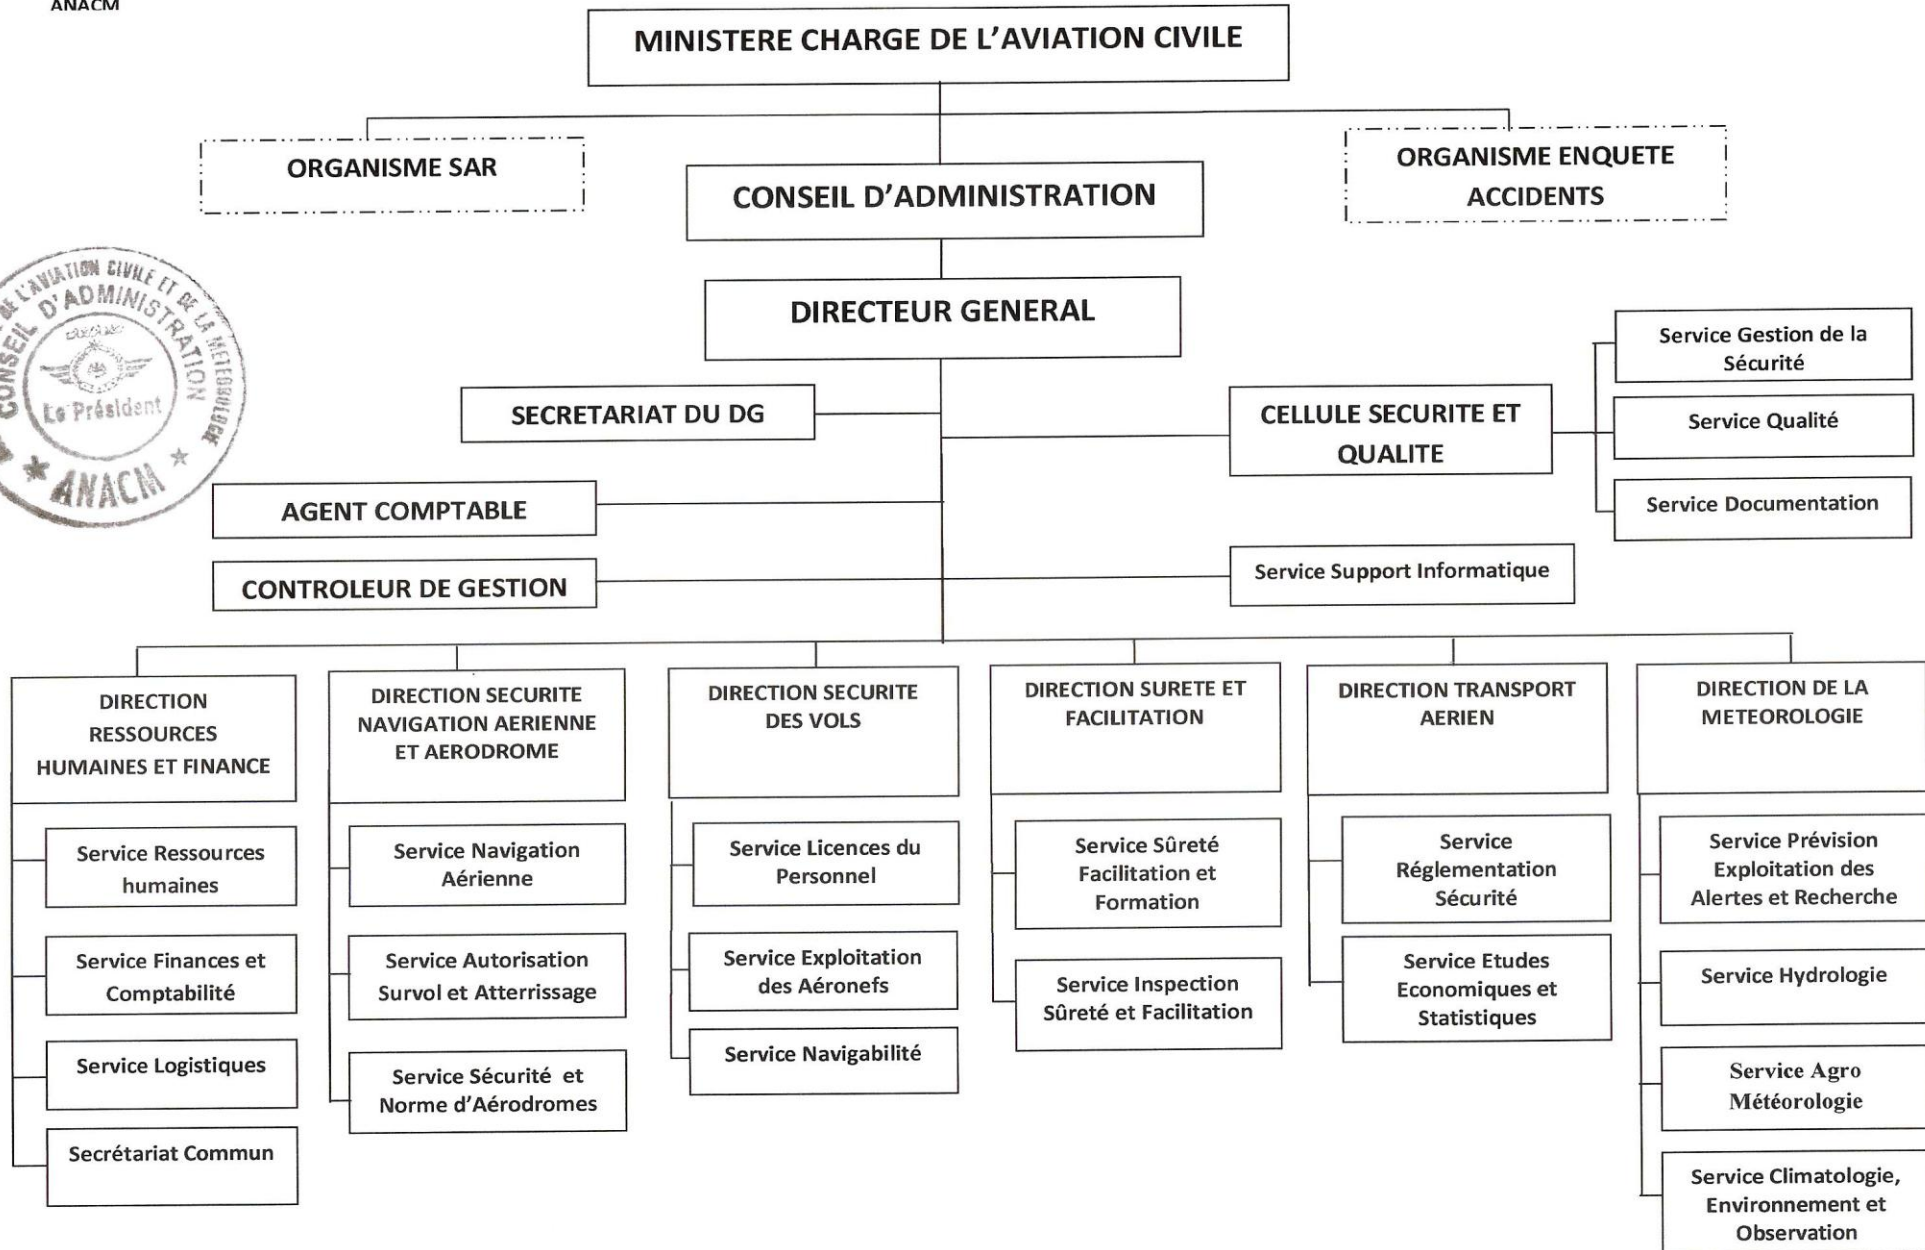 ANACM
MINISTERE CHARGE DE L'AVIATION CIVILE
ORGANISME SAR
ORGANISME ENQUETE
ACCIDENTS
CONSEIL D'ADMINISTRATION
DIRECTEUR GENERAL
DE L'AVIATION CIVILE ET DE LA METEOROLOGIE
CONSEIL D'ADMINISTRATION
Le Président
ANACM
SECRETARIAT DU DG
CELLULE SECURITE ET
QUALITE
Service Gestion de la
Sécurité
Service Qualité
Service Documentation
AGENT COMPTABLE
CONTROLEUR DE GESTION
Service Support Informatique
DIRECTION
RESSOURCES
HUMAINES ET FINANCE
Service Ressources
humaines
Service Finances et
Comptabilité
Service Logistiques
Secrétariat Commun
DIRECTION SECURITE
NAVIGATION AERIENNE
ET AERODROME
Service Navigation
Aérienne
Service Autorisation
Survol et Atterrissage
Service Sécurité et
Norme d'Aérodromes
DIRECTION SECURITE
DES VOLS
Service Licences du
Personnel
Service Exploitation
des Aéronefs
Service Navigabilité
DIRECTION SURETE ET
FACILITATION
Service Sûreté
Facilitation et
Formation
Service Inspection
Sûreté et Facilitation
DIRECTION TRANSPORT
AERIEN
Service
Réglementation
Sécurité
Service Etudes
Economiques et
Statistiques
DIRECTION DE LA
METEOROLOGIE
Service Prévision
Exploitation des
Alertes et Recherche
Service Hydrologie
Service Agro
Météorologie
Service Climatologie,
Environnement et
Observation